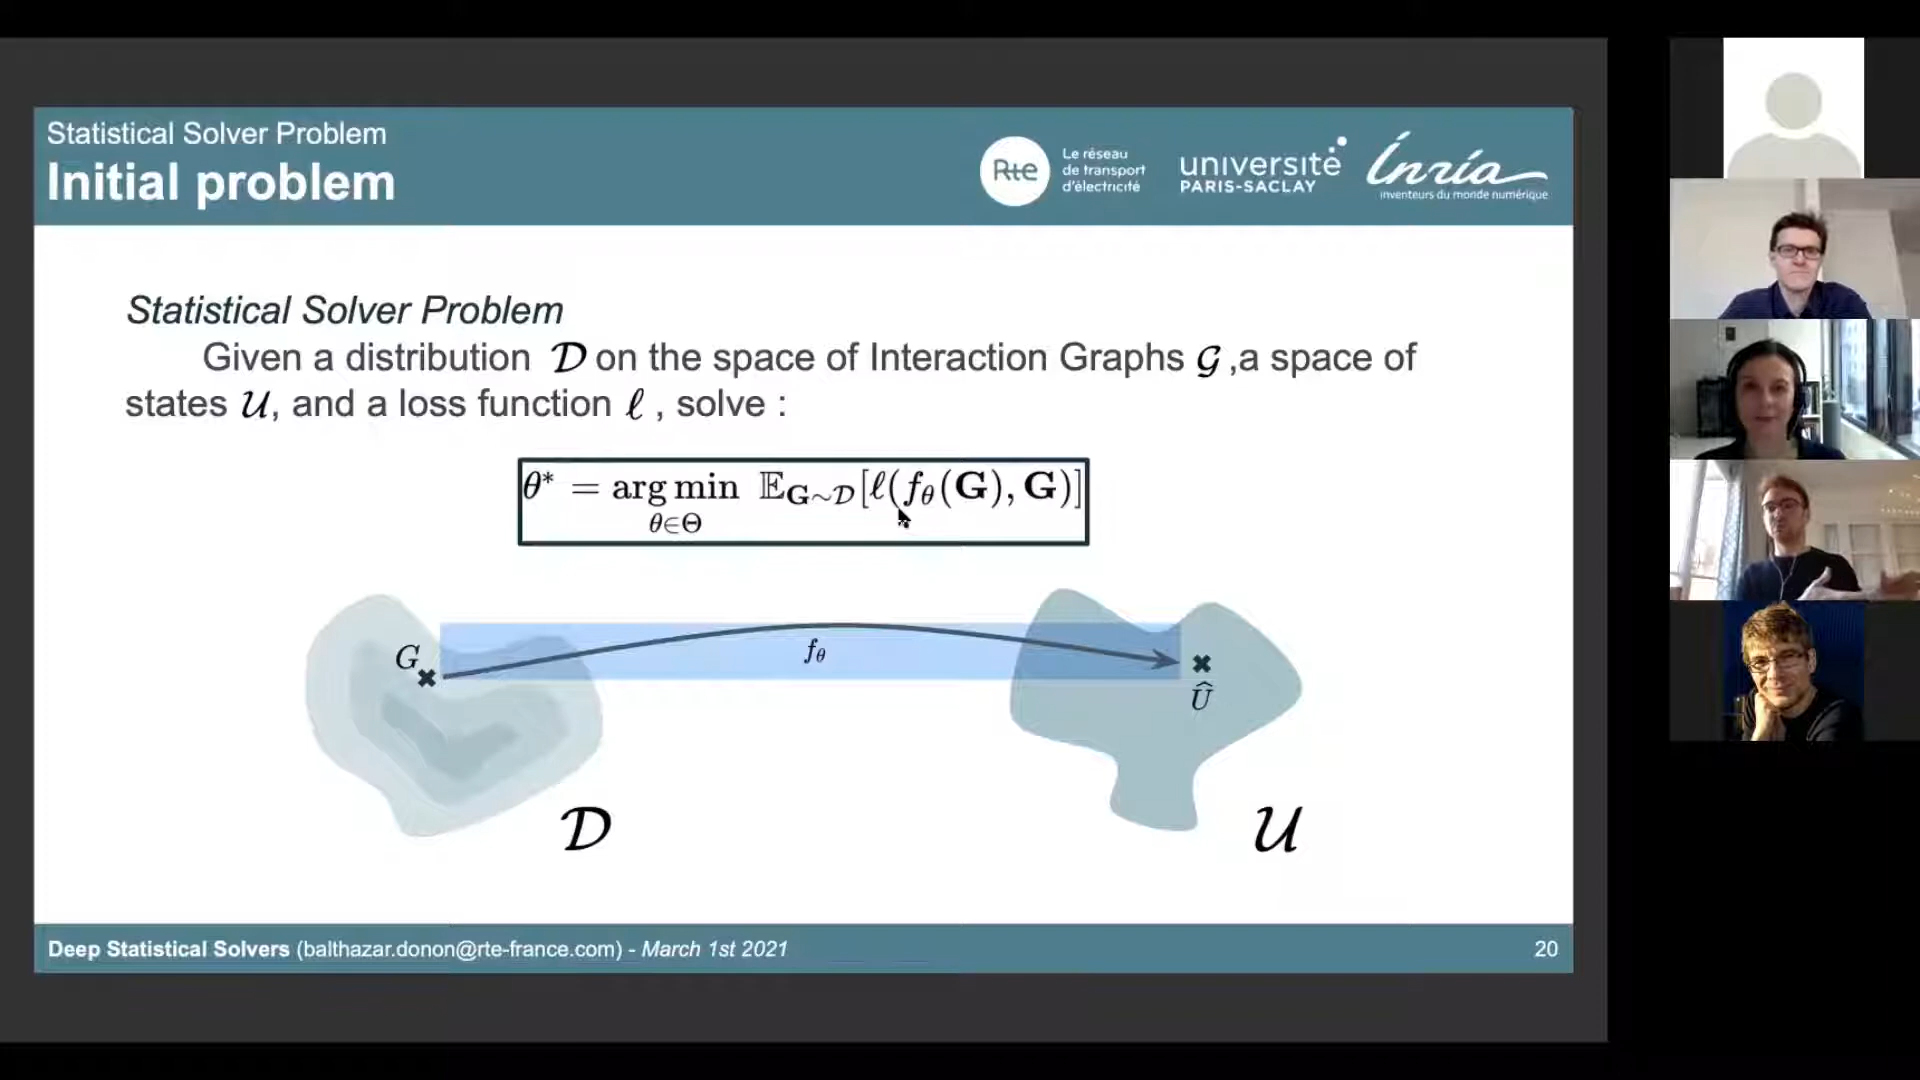 Statistical Solver Problem
Initial problem
Rte
Le réseau
de transport
d'électricité
université
PARIS-SACLAY
Inria
inventeurs du monde numérique
Statistical Solver Problem
Given a distribution 𝒟 on the space of Interaction Graphs 𝒢 ,a space of
states 𝒰, and a loss function ℓ , solve :
θ* = arg min 𝔼_{G∼𝒟}[ℓ(f_θ(G), G)]
θ∈Θ
G
f_θ
Û
𝒟
𝒰
Deep Statistical Solvers (balthazar.donon@rte-france.com) - March 1st 2021
20